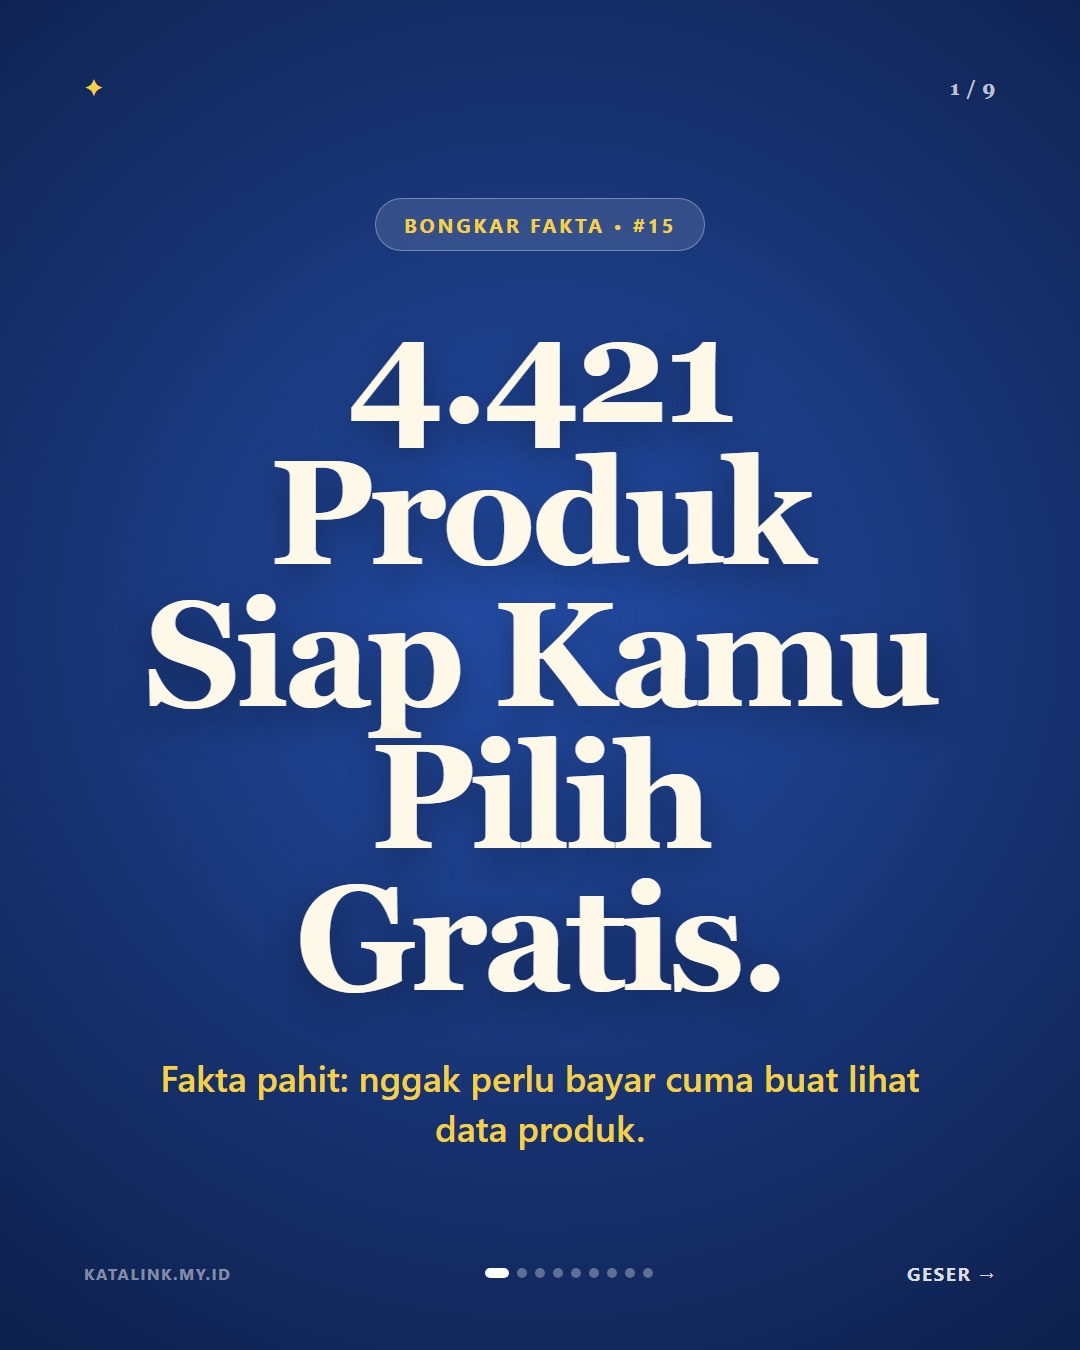 ✦
1 / 9
BONGKAR FAKTA • #15
4.421
Produk
Siap Kamu
Pilih
Gratis.
Fakta pahit: nggak perlu bayar cuma buat lihat
data produk.
KATALINK.MY.ID
GESER →